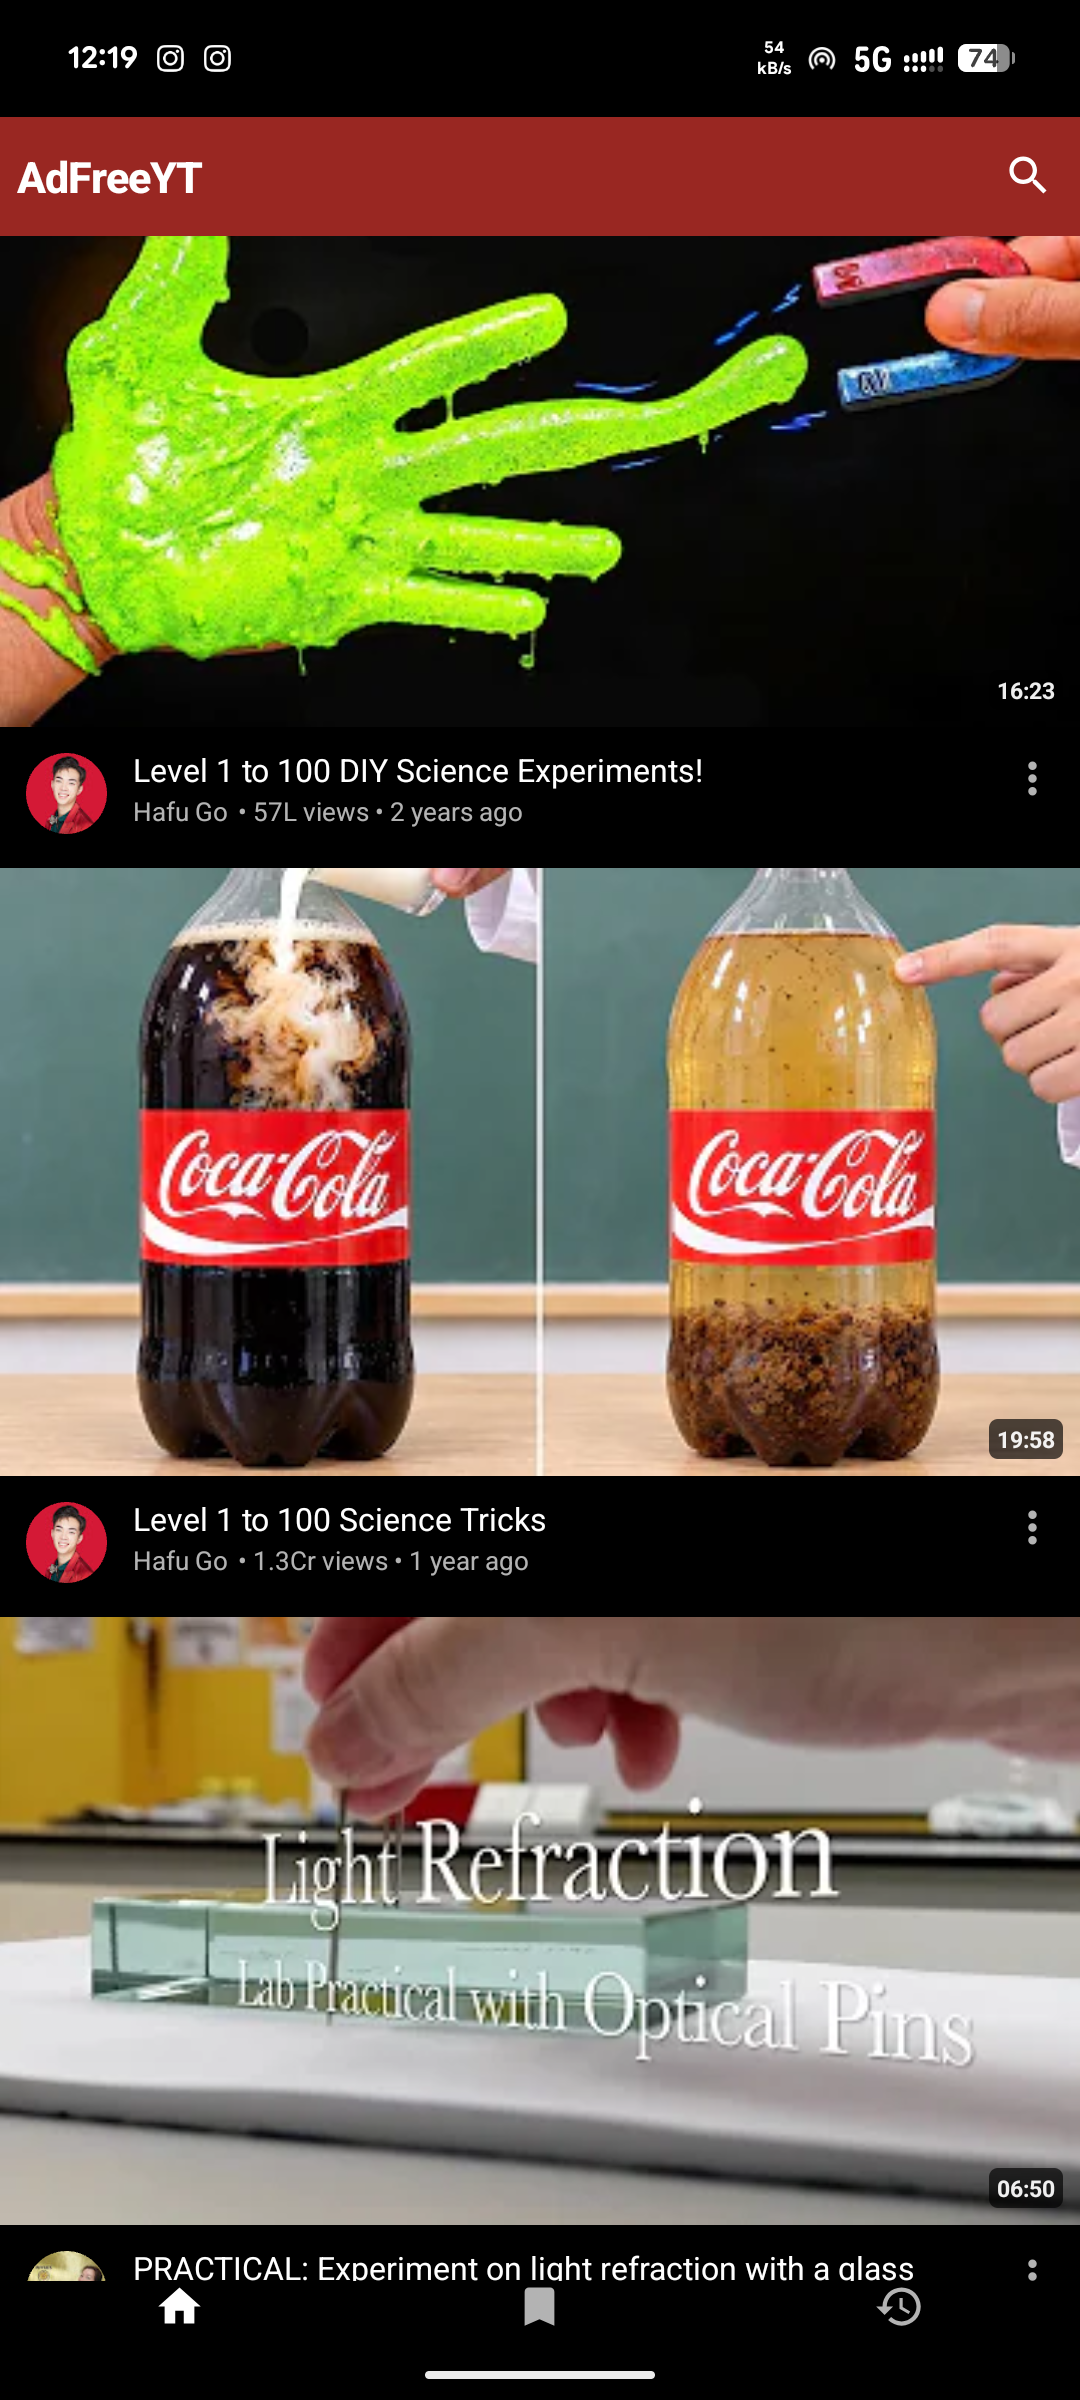 12:19
54
kB/s
5G
74
AdFreeYT
16:23
Level 1 to 100 DIY Science Experiments!
Hafu Go • 57L views • 2 years ago
Coca-Cola
Coca-Cola
19:58
Level 1 to 100 Science Tricks
Hafu Go • 1.3Cr views • 1 year ago
Light Refraction
Lab Practical with Optical Pins
06:50
PRACTICAL: Experiment on light refraction with a glass